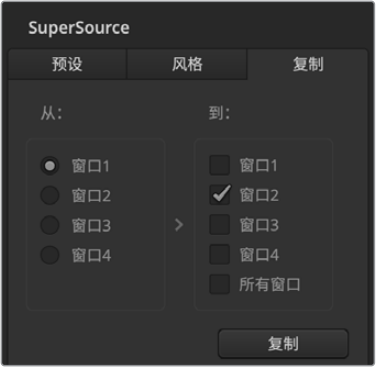 SuperSource
预设 风格 复制
从： 到：
窗口1 窗口1
窗口2 窗口2
窗口3 窗口3
窗口4 窗口4
所有窗口
复制